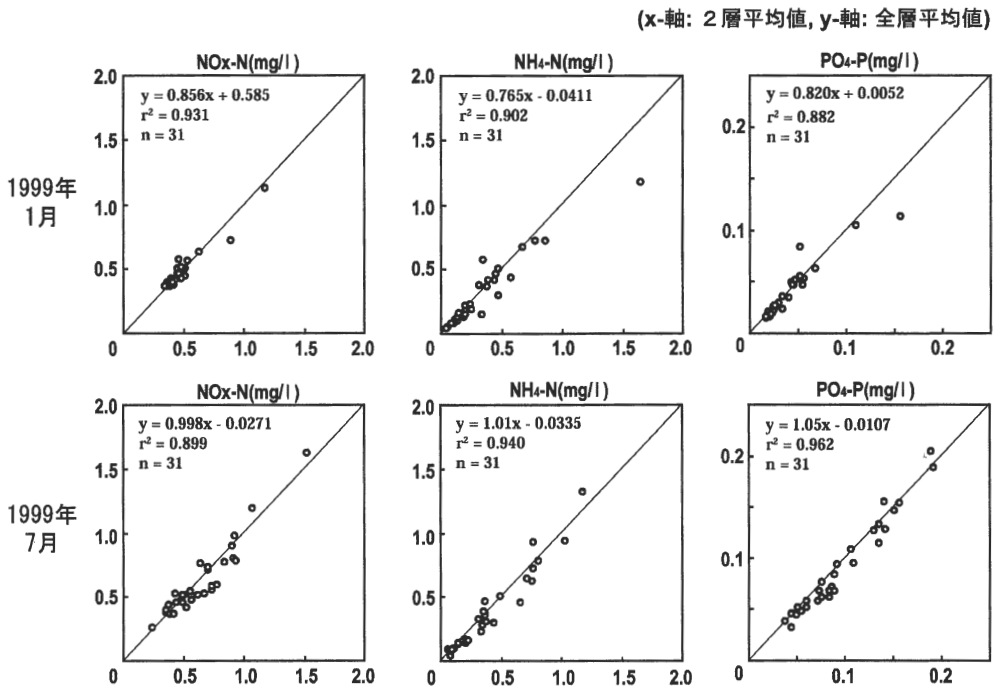 (x-軸: 2層平均値, y-軸: 全層平均値)
NOx-N(mg/l)
y = 0.856x + 0.585
r² = 0.931
n = 31
2.0
1.5
1.0
0.5
0
0.5
1.0
1.5
2.0
NH₄-N(mg/l)
y = 0.765x - 0.0411
r² = 0.902
n = 31
2.0
1.5
1.0
0.5
0
0.5
1.0
1.5
2.0
PO₄-P(mg/l)
y = 0.820x + 0.0052
r² = 0.882
n = 31
0.2
0.1
0
0.1
0.2
1999年
1月
NOx-N(mg/l)
y = 0.998x - 0.0271
r² = 0.899
n = 31
2.0
1.5
1.0
0.5
0
0.5
1.0
1.5
2.0
NH₄-N(mg/l)
y = 1.01x - 0.0335
r² = 0.940
n = 31
2.0
1.5
1.0
0.5
0
0.5
1.0
1.5
2.0
PO₄-P(mg/l)
y = 1.05x - 0.0107
r² = 0.962
n = 31
0.2
0.1
0
0.1
0.2
1999年
7月